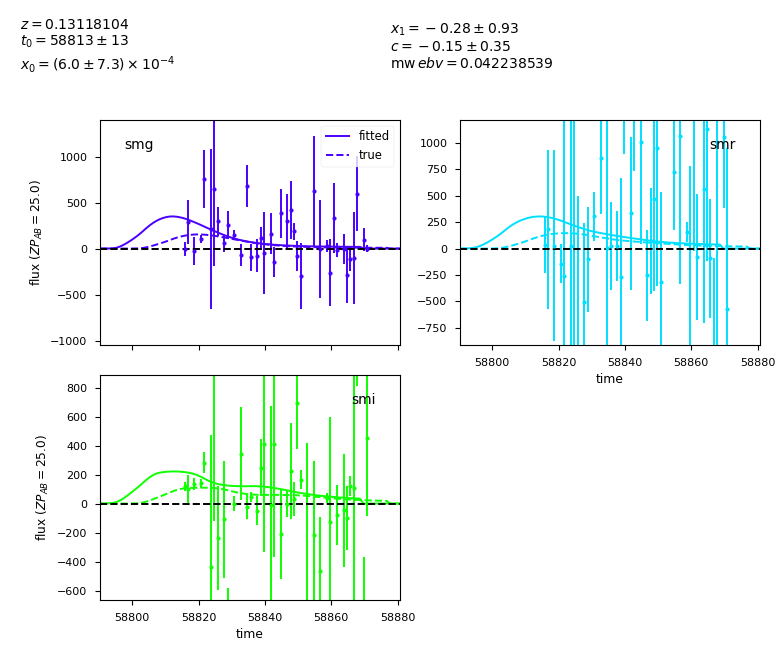 z = 0.13118104
t₀ = 58813 ± 13
x₀ = (6.0 ± 7.3) × 10⁻⁴
x₁ = −0.28 ± 0.93
c = −0.15 ± 0.35
mw ebv = 0.042238539
smg
fitted
true
1000
500
0
−500
−1000
flux (ZP_AB = 25.0)
smr
1000
750
500
250
0
−250
−500
−750
58800 58820 58840 58860 58880
time
smi
800
600
400
200
0
−200
−400
−600
flux (ZP_AB = 25.0)
58800 58820 58840 58860 58880
time